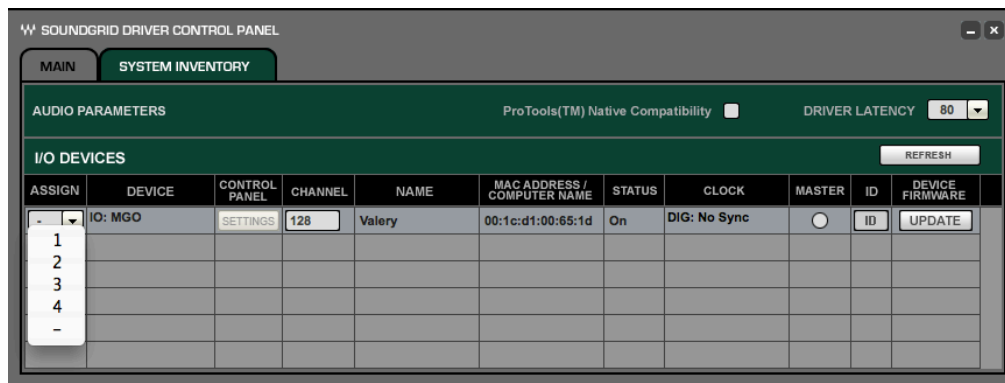 SOUNDGRID DRIVER CONTROL PANEL
MAIN SYSTEM INVENTORY
AUDIO PARAMETERS ProTools(TM) Native Compatibility DRIVER LATENCY 80
I/O DEVICES REFRESH
ASSIGN DEVICE CONTROL PANEL CHANNEL NAME MAC ADDRESS / COMPUTER NAME STATUS CLOCK MASTER ID DEVICE FIRMWARE
- IO: MGO SETTINGS 128 Valery 00:1c:d1:00:65:1d On DIG: No Sync ID UPDATE
1
2
3
4
–